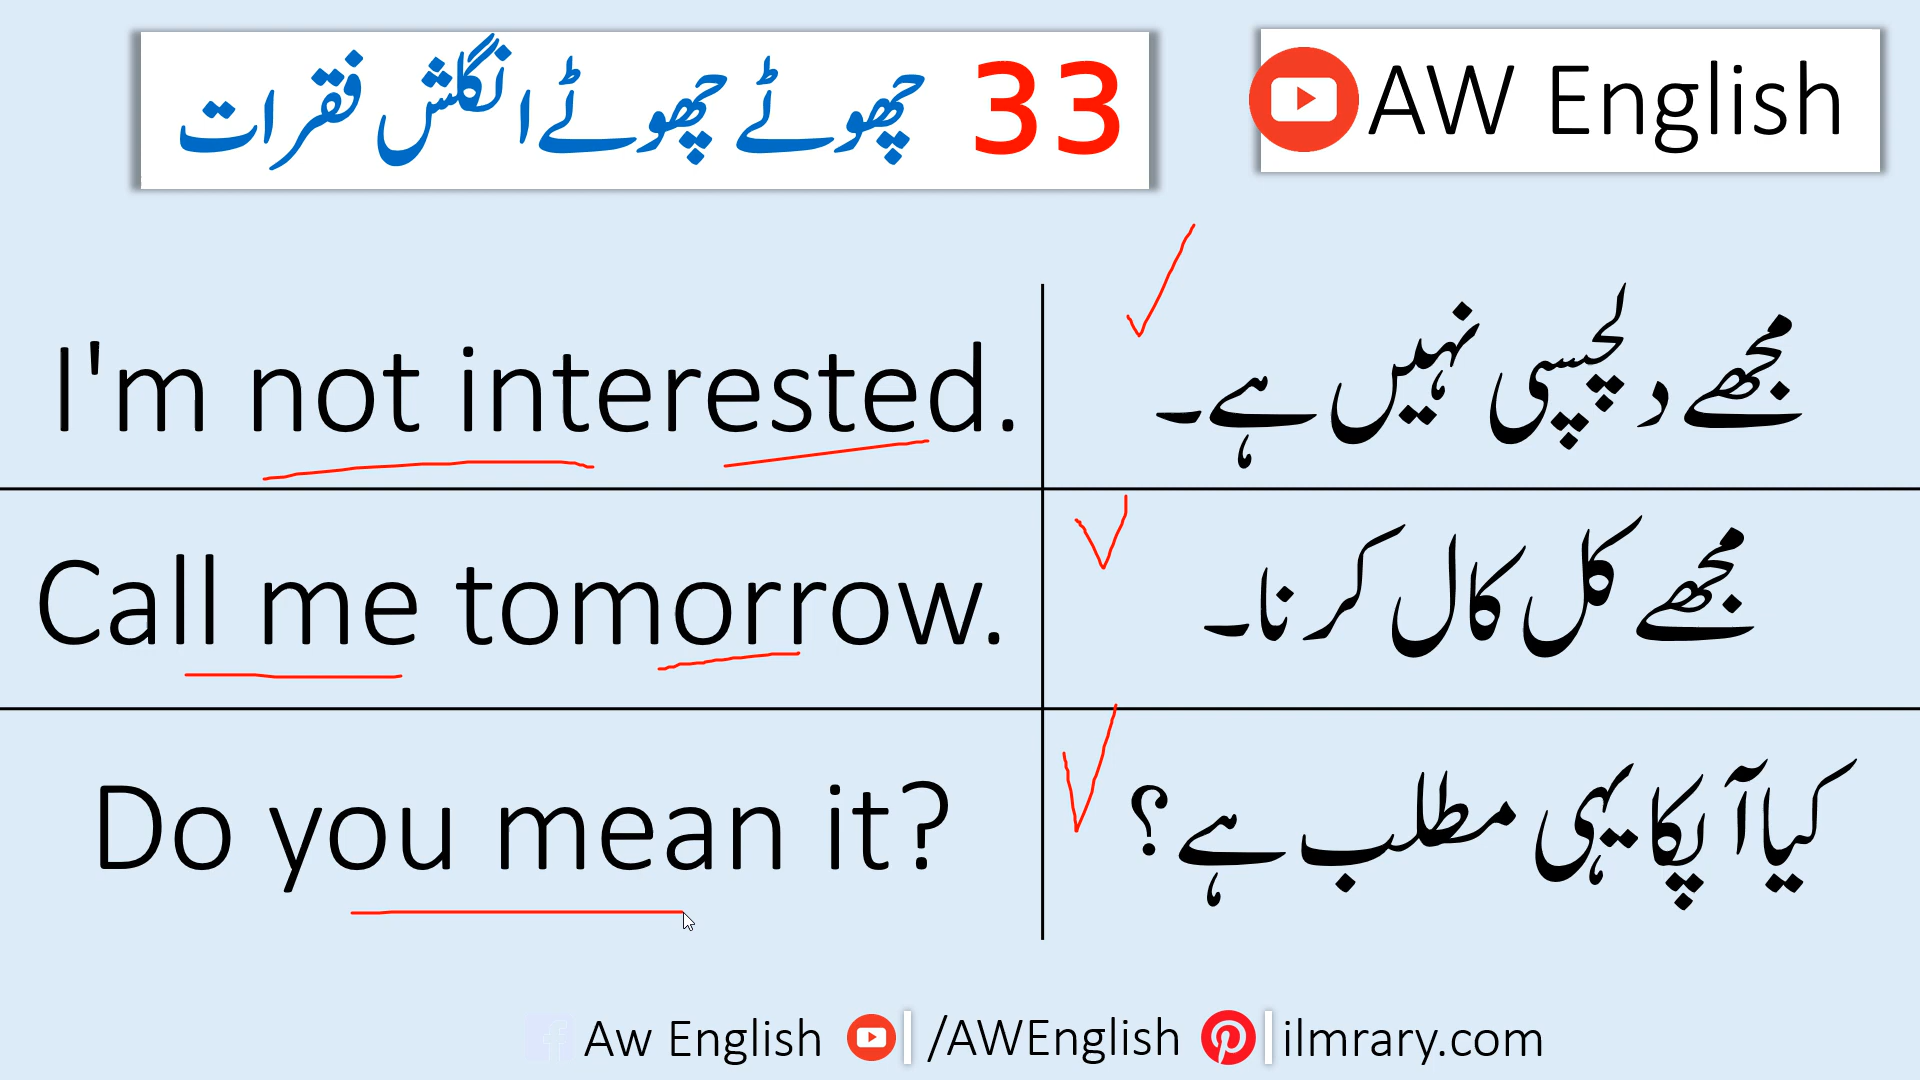 33 چھوٹے چھوٹے انگلش فقرات
AW English
I'm not interested.
مجھے دلچسپی نہیں ہے۔
Call me tomorrow.
مجھے کل کال کرنا۔
Do you mean it?
کیا آپکا یہی مطلب ہے؟
Aw English /AWEnglish ilmrary.com